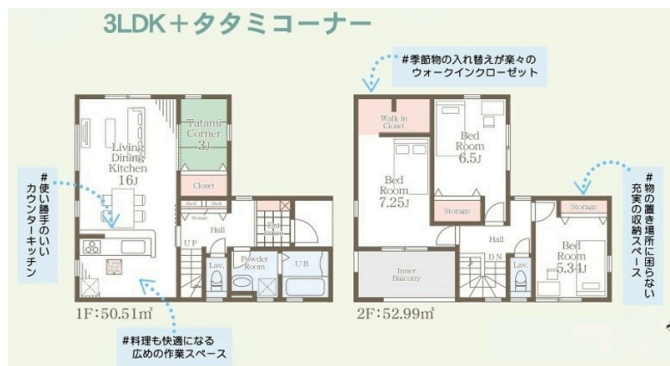 3LDK＋タタミコーナー
#季節物の入れ替えが楽々の
ウォークインクローゼット
#使い勝手のいい
カウンターキッチン
Living
Dining
Kitchen
16J
Tatami
Corner
3J
Closet
Shelf
Shelf
Storage
Hall
UP
Lav.
Powder
Room
UB
1F:50.51㎡
#料理も快適になる
広めの作業スペース
Walk in
Closet
Bed
Room
6.5J
Bed
Room
7.25J
Storage
Inner
Balcony
Hall
DN
Lav.
Storage
Bed
Room
5.34J
2F:52.99㎡
#物の置き場所に困らない
充実の収納スペース